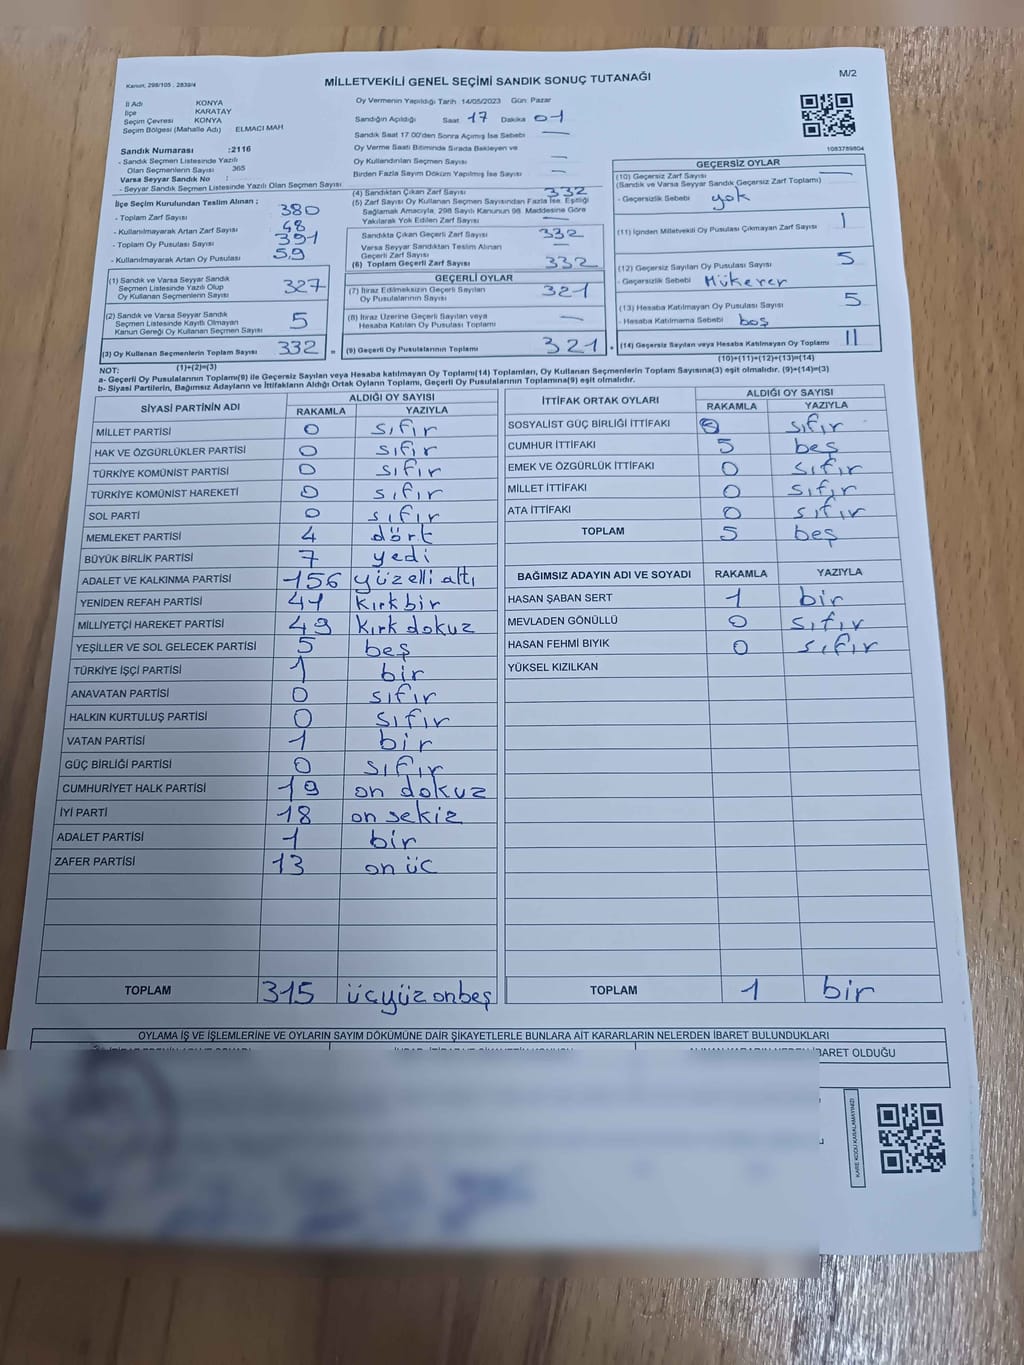 Kanun; 298/105 ; 2839/4
MİLLETVEKİLİ GENEL SEÇİMİ SANDIK SONUÇ TUTANAĞI
M/2
İl Adı KONYA
İlçe KARATAY
Seçim Çevresi KONYA
Seçim Bölgesi (Mahalle Adı) : ELMACI MAH
Sandık Numarası :2116
- Sandık Seçmen Listesinde Yazılı
Olan Seçmenlerin Sayısı 365
Varsa Seyyar Sandık No :
- Seyyar Sandık Seçmen Listesinde Yazılı Olan Seçmen Sayısı
İlçe Seçim Kurulundan Teslim Alınan ;
- Toplam Zarf Sayısı 380
- Kullanılmayarak Artan Zarf Sayısı 48
- Toplam Oy Pusulası Sayısı 391
- Kullanılmayarak Artan Oy Pusulası 59
(1) Sandık ve Varsa Seyyar Sandık
Seçmen Listesinde Yazılı Olup
Oy Kullanan Seçmenlerin Sayısı 327
(2) Sandık ve Varsa Seyyar Sandık
Seçmen Listesinde Kayıtlı Olmayan
Kanun Gereği Oy Kullanan Seçmen Sayısı 5
(3) Oy Kullanan Seçmenlerin Toplam Sayısı 332 =
(1)+(2)=(3)
Oy Vermenin Yapıldığı Tarih :14/05/2023 Gün: Pazar
Sandığın Açıldığı Saat 17 Dakika 01
Sandık Saat 17:00'den Sonra Açımış İse Sebebi —
Oy Verme Saati Bitiminde Sırada Bekleyen ve
Oy Kullandırılan Seçmen Sayısı —
Birden Fazla Sayım Döküm Yapılmış İse Sayısı —
(4) Sandıktan Çıkan Zarf Sayısı 332
(5) Zarf Sayısı Oy Kullanan Seçmen Sayısından Fazla İse, Eşitliği
Sağlamak Amacıyla, 298 Sayılı Kanunun 98. Maddesine Göre
Yakılarak Yok Edilen Zarf Sayısı —
Sandıkta Çıkan Geçerli Zarf Sayısı 332
Varsa Seyyar Sandıktan Teslim Alınan
Geçerli Zarf Sayısı —
(6) Toplam Geçerli Zarf Sayısı 332
GEÇERLİ OYLAR
(7) İtiraz Edilmeksizin Geçerli Sayılan
Oy Pusulalarının Sayısı 321
(8) İtiraz Üzerine Geçerli Sayılan veya
Hesaba Katılan Oy Pusulası Toplamı —
(9) Geçerli Oy Pusulalarının Toplamı 321 +
1083789804
GEÇERSİZ OYLAR
(10) Geçersiz Zarf Sayısı —
(Sandık ve Varsa Seyyar Sandık Geçersiz Zarf Toplamı)
- Geçersizlik Sebebi yok
(11) İçinden Milletvekili Oy Pusulası Çıkmayan Zarf Sayısı 1
(12) Geçersiz Sayılan Oy Pusulası Sayısı 5
- Geçersizlik Sebebi Mükerer
(13) Hesaba Katılmayan Oy Pusulası Sayısı 5
- Hesaba Katılmama Sebebi boş
(14) Geçersiz Sayılan veya Hesaba Katılmayan Oy Toplamı 11
(10)+(11)+(12)+(13)=(14)
NOT:
a- Geçerli Oy Pusulalarının Toplamı(9) ile Geçersiz Sayılan veya Hesaba katılmayan Oy Toplamı(14) Toplamları, Oy Kullanan Seçmenlerin Toplam Sayısına(3) eşit olmalıdır. (9)+(14)=(3)
b- Siyasi Partilerin, Bağımsız Adayların ve İttifakların Aldığı Ortak Oyların Toplamı, Geçerli Oy Pusulalarının Toplamına(9) eşit olmalıdır.
SİYASİ PARTİNİN ADI ALDIĞI OY SAYISI
RAKAMLA YAZIYLA
MİLLET PARTİSİ 0 sıfır
HAK VE ÖZGÜRLÜKLER PARTİSİ 0 sıfır
TÜRKİYE KOMÜNİST PARTİSİ 0 sıfır
TÜRKİYE KOMÜNİST HAREKETİ 0 sıfır
SOL PARTİ 0 sıfır
MEMLEKET PARTİSİ 4 dört
BÜYÜK BİRLİK PARTİSİ 7 yedi
ADALET VE KALKINMA PARTİSİ 156 yüz elli altı
YENİDEN REFAH PARTİSİ 41 kırk bir
MİLLİYETÇİ HAREKET PARTİSİ 49 kırk dokuz
YEŞİLLER VE SOL GELECEK PARTİSİ 5 beş
TÜRKİYE İŞÇİ PARTİSİ 1 bir
ANAVATAN PARTİSİ 0 sıfır
HALKIN KURTULUŞ PARTİSİ 0 sıfır
VATAN PARTİSİ 1 bir
GÜÇ BİRLİĞİ PARTİSİ 0 sıfır
CUMHURİYET HALK PARTİSİ 19 on dokuz
İYİ PARTİ 18 on sekiz
ADALET PARTİSİ 1 bir
ZAFER PARTİSİ 13 on üc
TOPLAM 315 üçyüz onbeş
İTTİFAK ORTAK OYLARI ALDIĞI OY SAYISI
RAKAMLA YAZIYLA
SOSYALİST GÜÇ BİRLİĞİ İTTİFAKI sıfır
CUMHUR İTTİFAKI 5 beş
EMEK VE ÖZGÜRLÜK İTTİFAKI 0 sıfır
MİLLET İTTİFAKI 0 sıfır
ATA İTTİFAKI 0 sıfır
TOPLAM 5 beş
BAĞIMSIZ ADAYIN ADI VE SOYADI RAKAMLA YAZIYLA
HASAN ŞABAN SERT 1 bir
MEVLADEN GÖNÜLLÜ 0 sıfır
HASAN FEHMİ BIYIK 0 sıfır
YÜKSEL KIZILKAN
TOPLAM 1 bir
OYLAMA İŞ VE İŞLEMLERİNE VE OYLARIN SAYIM DÖKÜMÜNE DAİR ŞİKAYETLERLE BUNLARA AİT KARARLARIN NELERDEN İBARET BULUNDUKLARI
İBARET OLDUĞU
KARE KODU KARALAMAYINIZ!